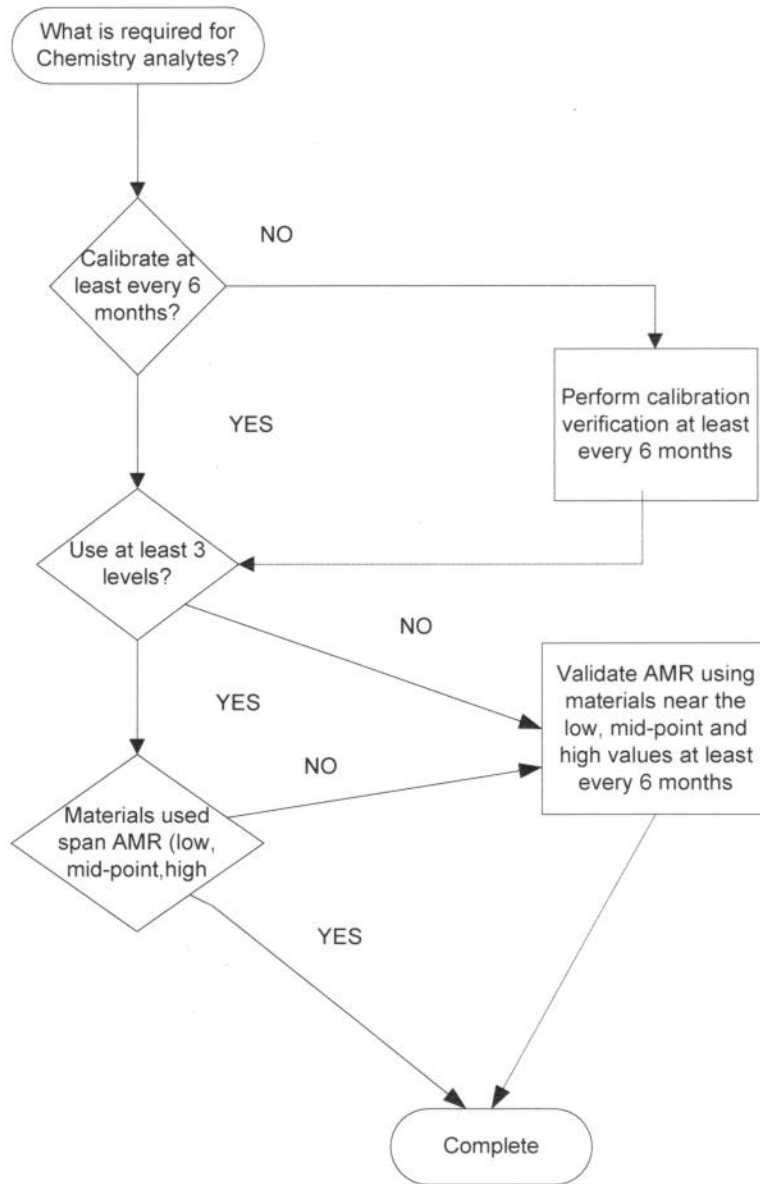 What is required for
Chemistry analytes?
NO
Calibrate at
least every 6
months?
Perform calibration
verification at least
every 6 months
YES
Use at least 3
levels?
NO
Validate AMR using
materials near the
low, mid-point and
high values at least
every 6 months
YES
NO
Materials used
span AMR (low,
mid-point,high
YES
Complete